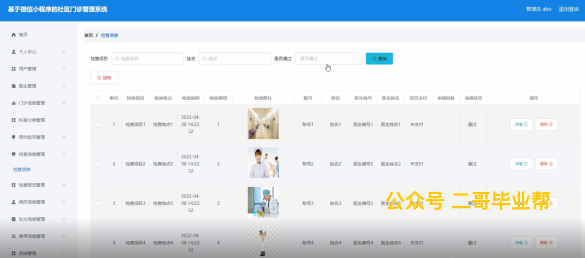 基于微信小程序的社区门诊管理系统
管理员 abo 退出登录
首页
个人中心
用户管理
医生管理
门诊信息管理
科室分类管理
预约挂号管理
检查信息管理
检查信息
首页 / 检查信息
检查项目 检查项目 姓名 姓名 是否通过 是否通过 查询
删除
索引 检查项目 检查地点 检查时间 检查费用 检查图片 账号 姓名 医生编号 医生姓名 是否支付 审核回复 审核状态 操作
1 检查项目1 检查地点1 2022-04-08 14:22:32 1 账号1 姓名1 医生编号1 医生姓名1 未支付 通过 详情 删除
2 检查项目2 检查地点2 2022-04-08 14:22:32 2 账号2 姓名2 医生编号2 医生姓名2 未支付 通过 详情 删除
3 检查项目3 检查地点3 2022-04-08 14:22:32 3 账号3 姓名3 医生编号3 医生姓名3 未支付 通过 详情 删除
4 检查项目4 检查地点4 2022-04-08 14:22: 4 账号4 姓名4 医生编号4 医生姓名4 未支付 通过 详情 删除
处方信息管理
系统管理
公众号 二哥毕业帮